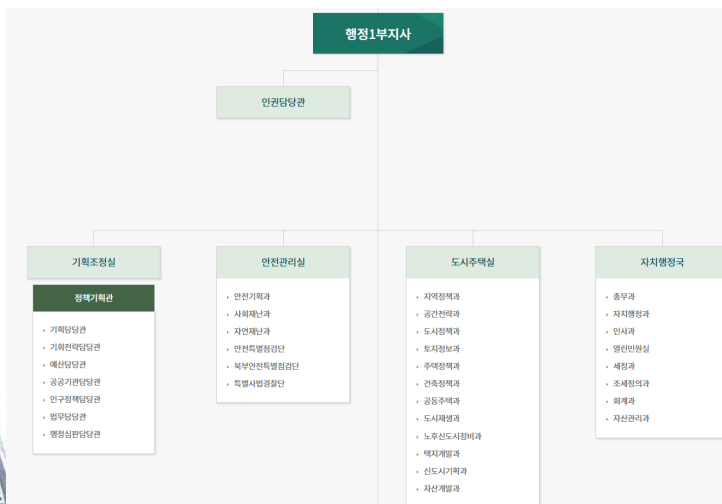 행정1부지사
인권담당관
기획조정실
정책기획관
기획담당관
기회전략담당관
예산담당관
공공기관담당관
인구정책담당관
법무담당관
행정심판담당관
안전관리실
안전기획과
사회재난과
자연재난과
안전특별점검단
북부안전특별점검단
특별사법경찰단
도시주택실
지역정책과
공간전략과
도시정책과
토지정보과
주택정책과
건축정책과
공동주택과
도시재생과
노후신도시정비과
택지개발과
신도시기획과
자산개발과
자치행정국
총무과
자치행정과
인사과
열린민원실
세정과
조세정의과
회계과
자산관리과